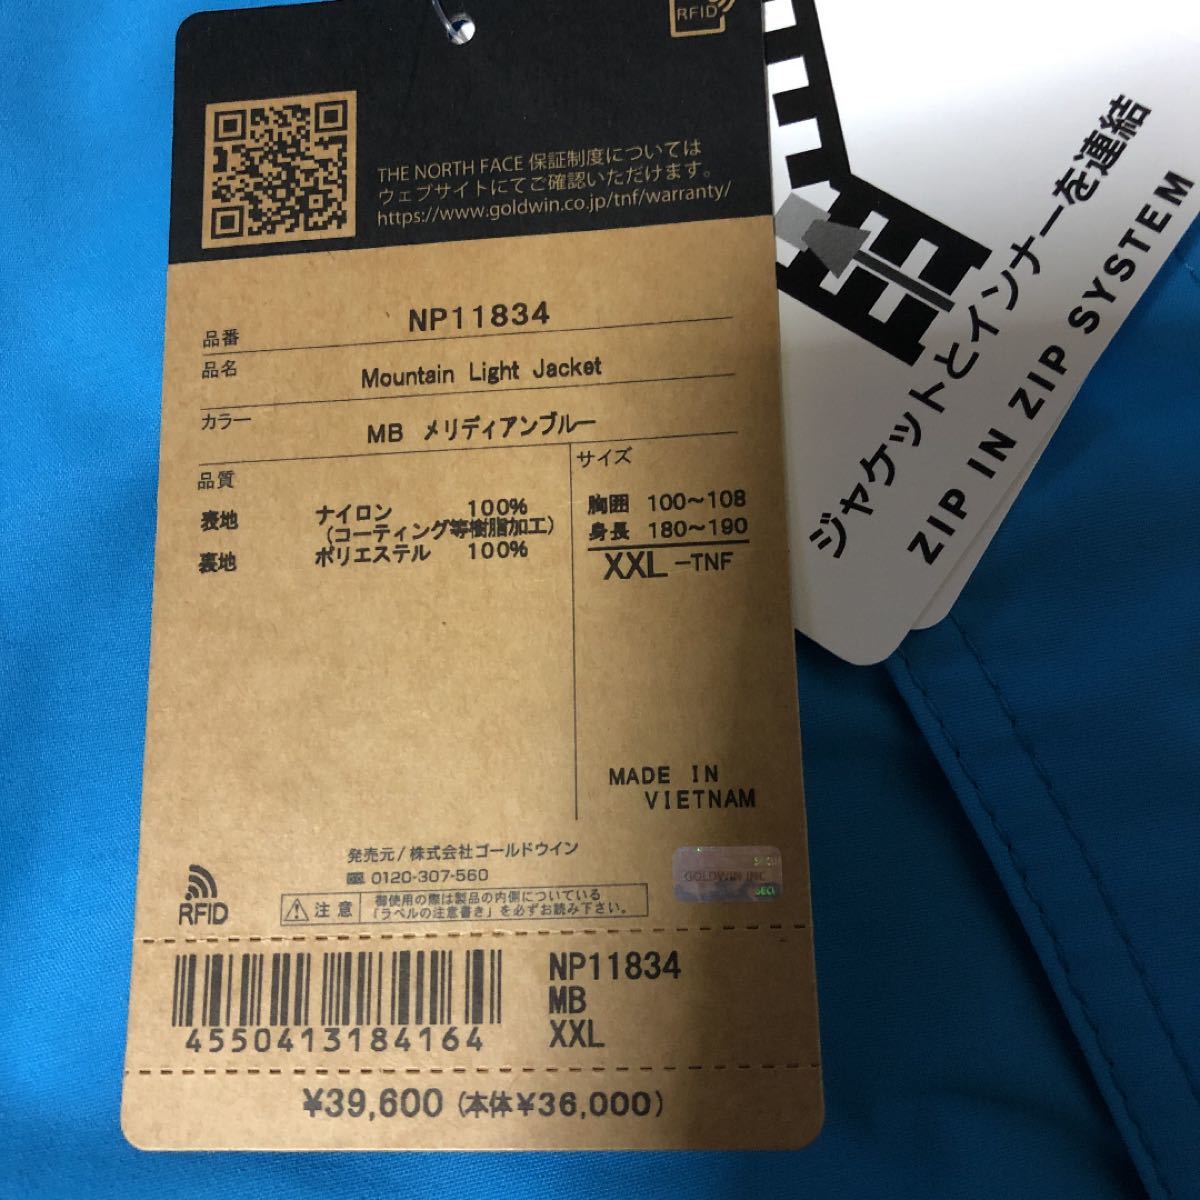 RFID
THE NORTH FACE 保証制度については
ウェブサイトにてご確認いただけます。
https://www.goldwin.co.jp/tnf/warranty/
品番 NP11834
品名 Mountain Light Jacket
カラー MB メリディアンブルー
品質
表地 ナイロン 100%
(コーティング等樹脂加工)
裏地 ポリエステル 100%
サイズ
胸囲 100～108
身長 180～190
XXL -TNF
MADE IN
VIETNAM
発売元/株式会社ゴールドウイン
0120-307-560
RFID
注意
御使用の際は製品の内側についている
「ラベルの注意書き」を必ずお読み下さい。
GOLDWIN INC
SECU
SECU
4550413184164
NP11834
MB
XXL
¥39,600 (本体¥36,000)
ジャケットとインナーを連結
ZIP IN ZIP SYSTEM